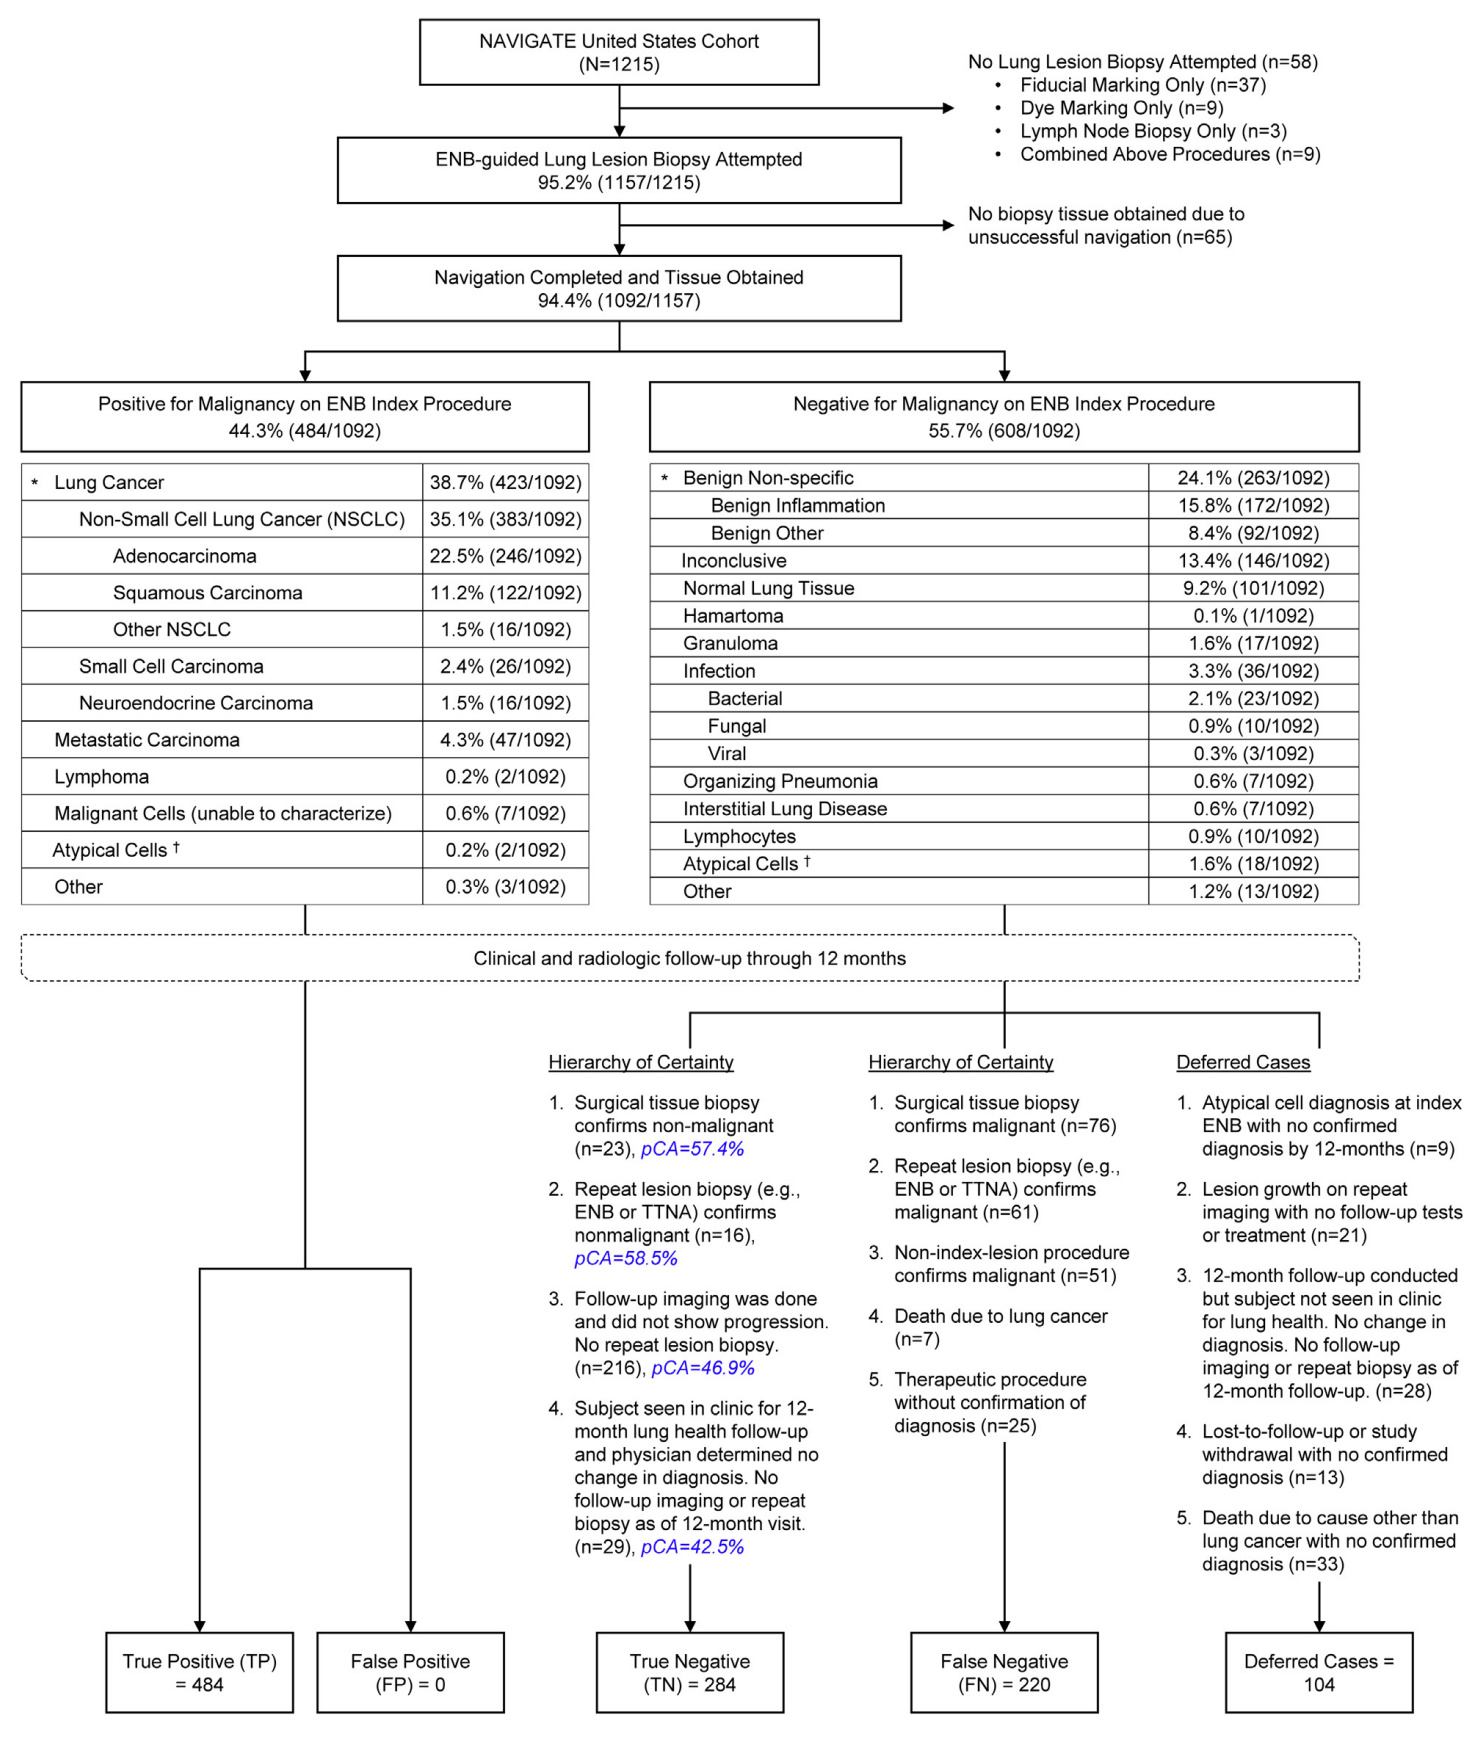 NAVIGATE United States Cohort
(N=1215)
No Lung Lesion Biopsy Attempted (n=58)
• Fiducial Marking Only (n=37)
• Dye Marking Only (n=9)
• Lymph Node Biopsy Only (n=3)
• Combined Above Procedures (n=9)
ENB-guided Lung Lesion Biopsy Attempted
95.2% (1157/1215)
No biopsy tissue obtained due to
unsuccessful navigation (n=65)
Navigation Completed and Tissue Obtained
94.4% (1092/1157)
Positive for Malignancy on ENB Index Procedure
44.3% (484/1092)
* Lung Cancer 38.7% (423/1092)
Non-Small Cell Lung Cancer (NSCLC) 35.1% (383/1092)
Adenocarcinoma 22.5% (246/1092)
Squamous Carcinoma 11.2% (122/1092)
Other NSCLC 1.5% (16/1092)
Small Cell Carcinoma 2.4% (26/1092)
Neuroendocrine Carcinoma 1.5% (16/1092)
Metastatic Carcinoma 4.3% (47/1092)
Lymphoma 0.2% (2/1092)
Malignant Cells (unable to characterize) 0.6% (7/1092)
Atypical Cells † 0.2% (2/1092)
Other 0.3% (3/1092)
Negative for Malignancy on ENB Index Procedure
55.7% (608/1092)
* Benign Non-specific 24.1% (263/1092)
Benign Inflammation 15.8% (172/1092)
Benign Other 8.4% (92/1092)
Inconclusive 13.4% (146/1092)
Normal Lung Tissue 9.2% (101/1092)
Hamartoma 0.1% (1/1092)
Granuloma 1.6% (17/1092)
Infection 3.3% (36/1092)
Bacterial 2.1% (23/1092)
Fungal 0.9% (10/1092)
Viral 0.3% (3/1092)
Organizing Pneumonia 0.6% (7/1092)
Interstitial Lung Disease 0.6% (7/1092)
Lymphocytes 0.9% (10/1092)
Atypical Cells † 1.6% (18/1092)
Other 1.2% (13/1092)
Clinical and radiologic follow-up through 12 months
Hierarchy of Certainty
1. Surgical tissue biopsy
confirms non-malignant
(n=23), pCA=57.4%
2. Repeat lesion biopsy (e.g.,
ENB or TTNA) confirms
nonmalignant (n=16),
pCA=58.5%
3. Follow-up imaging was done
and did not show progression.
No repeat lesion biopsy.
(n=216), pCA=46.9%
4. Subject seen in clinic for 12-
month lung health follow-up
and physician determined no
change in diagnosis. No
follow-up imaging or repeat
biopsy as of 12-month visit.
(n=29), pCA=42.5%
Hierarchy of Certainty
1. Surgical tissue biopsy
confirms malignant (n=76)
2. Repeat lesion biopsy (e.g.,
ENB or TTNA) confirms
malignant (n=61)
3. Non-index-lesion procedure
confirms malignant (n=51)
4. Death due to lung cancer
(n=7)
5. Therapeutic procedure
without confirmation of
diagnosis (n=25)
Deferred Cases
1. Atypical cell diagnosis at index
ENB with no confirmed
diagnosis by 12-months (n=9)
2. Lesion growth on repeat
imaging with no follow-up tests
or treatment (n=21)
3. 12-month follow-up conducted
but subject not seen in clinic
for lung health. No change in
diagnosis. No follow-up
imaging or repeat biopsy as of
12-month follow-up. (n=28)
4. Lost-to-follow-up or study
withdrawal with no confirmed
diagnosis (n=13)
5. Death due to cause other than
lung cancer with no confirmed
diagnosis (n=33)
True Positive (TP)
= 484
False Positive
(FP) = 0
True Negative
(TN) = 284
False Negative
(FN) = 220
Deferred Cases =
104